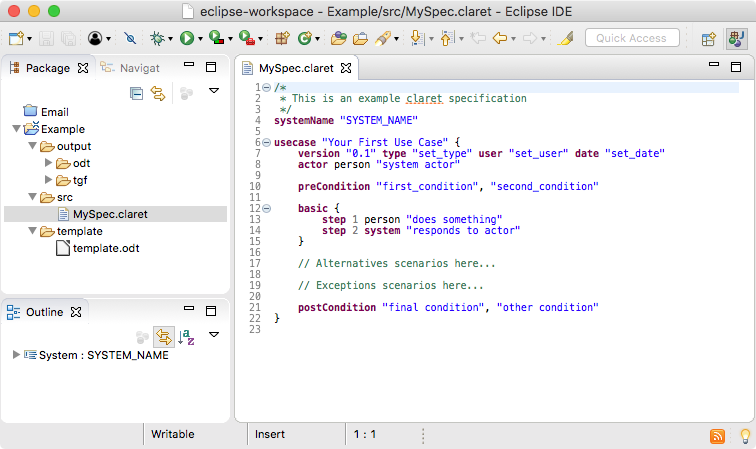 eclipse-workspace - Example/src/MySpec.claret - Eclipse IDE
Quick Access
Package
Navigat
Email
Example
output
odt
tgf
src
MySpec.claret
template
template.odt
Outline
System : SYSTEM_NAME
MySpec.claret
1 /*
2  * This is an example claret specification
3  */
4 systemName "SYSTEM_NAME"
5
6 usecase "Your First Use Case" {
7     version "0.1" type "set_type" user "set_user" date "set_date"
8     actor person "system actor"
9
10     preCondition "first_condition", "second_condition"
11
12     basic {
13         step 1 person "does something"
14         step 2 system "responds to actor"
15     }
16
17     // Alternatives scenarios here...
18
19     // Exceptions scenarios here...
20
21     postCondition "final condition", "other condition"
22 }
23
Writable
Insert
1 : 1